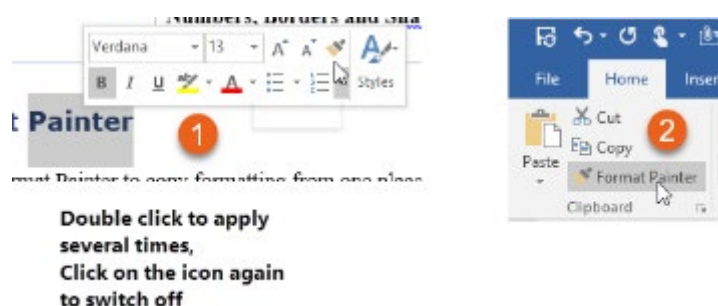 Numbers, Borders and Sha
Verdana 13 A A
B I U A Styles
t Painter
1
rmat Painter to copy formatting from one place
Double click to apply
several times,
Click on the icon again
to switch off
File Home Inser
Cut
2
Copy
Paste
Format Painter
Clipboard